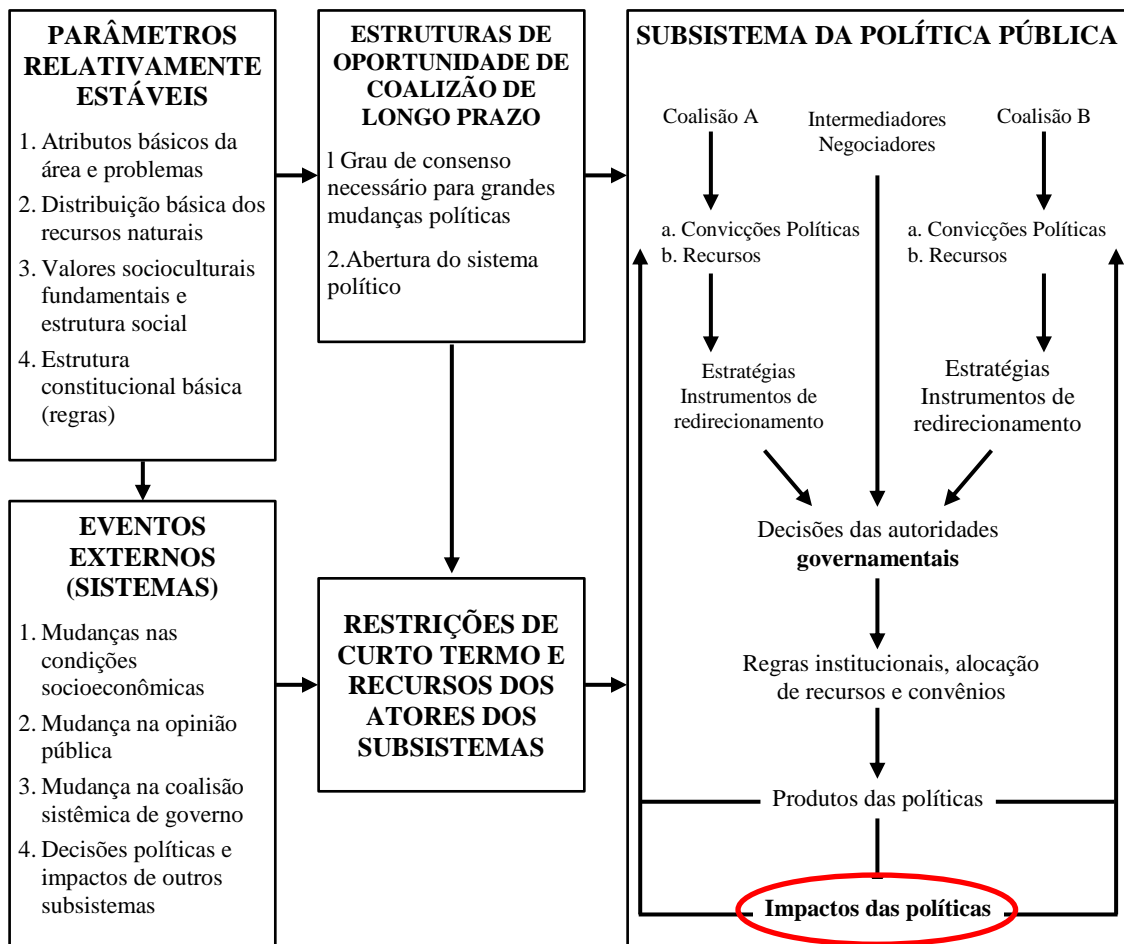 PARÂMETROS
RELATIVAMENTE
ESTÁVEIS
1. Atributos básicos da
área e problemas
2. Distribuição básica dos
recursos naturais
3. Valores socioculturais
fundamentais e
estrutura social
4. Estrutura
constitucional básica
(regras)
ESTRUTURAS DE
OPORTUNIDADE DE
COALIZÃO DE
LONGO PRAZO
l Grau de consenso
necessário para grandes
mudanças políticas
2.Abertura do sistema
político
EVENTOS
EXTERNOS
(SISTEMAS)
1. Mudanças nas
condições
socioeconômicas
2. Mudança na opinião
pública
3. Mudança na coalisão
sistêmica de governo
4. Decisões políticas e
impactos de outros
subsistemas
RESTRIÇÕES DE
CURTO TERMO E
RECURSOS DOS
ATORES DOS
SUBSISTEMAS
SUBSISTEMA DA POLÍTICA PÚBLICA
Coalisão A
Intermediadores
Negociadores
Coalisão B
a. Convicções Políticas
b. Recursos
a. Convicções Políticas
b. Recursos
Estratégias
Instrumentos de
redirecionamento
Estratégias
Instrumentos de
redirecionamento
Decisões das autoridades
governamentais
Regras institucionais, alocação
de recursos e convênios
Produtos das políticas
Impactos das políticas